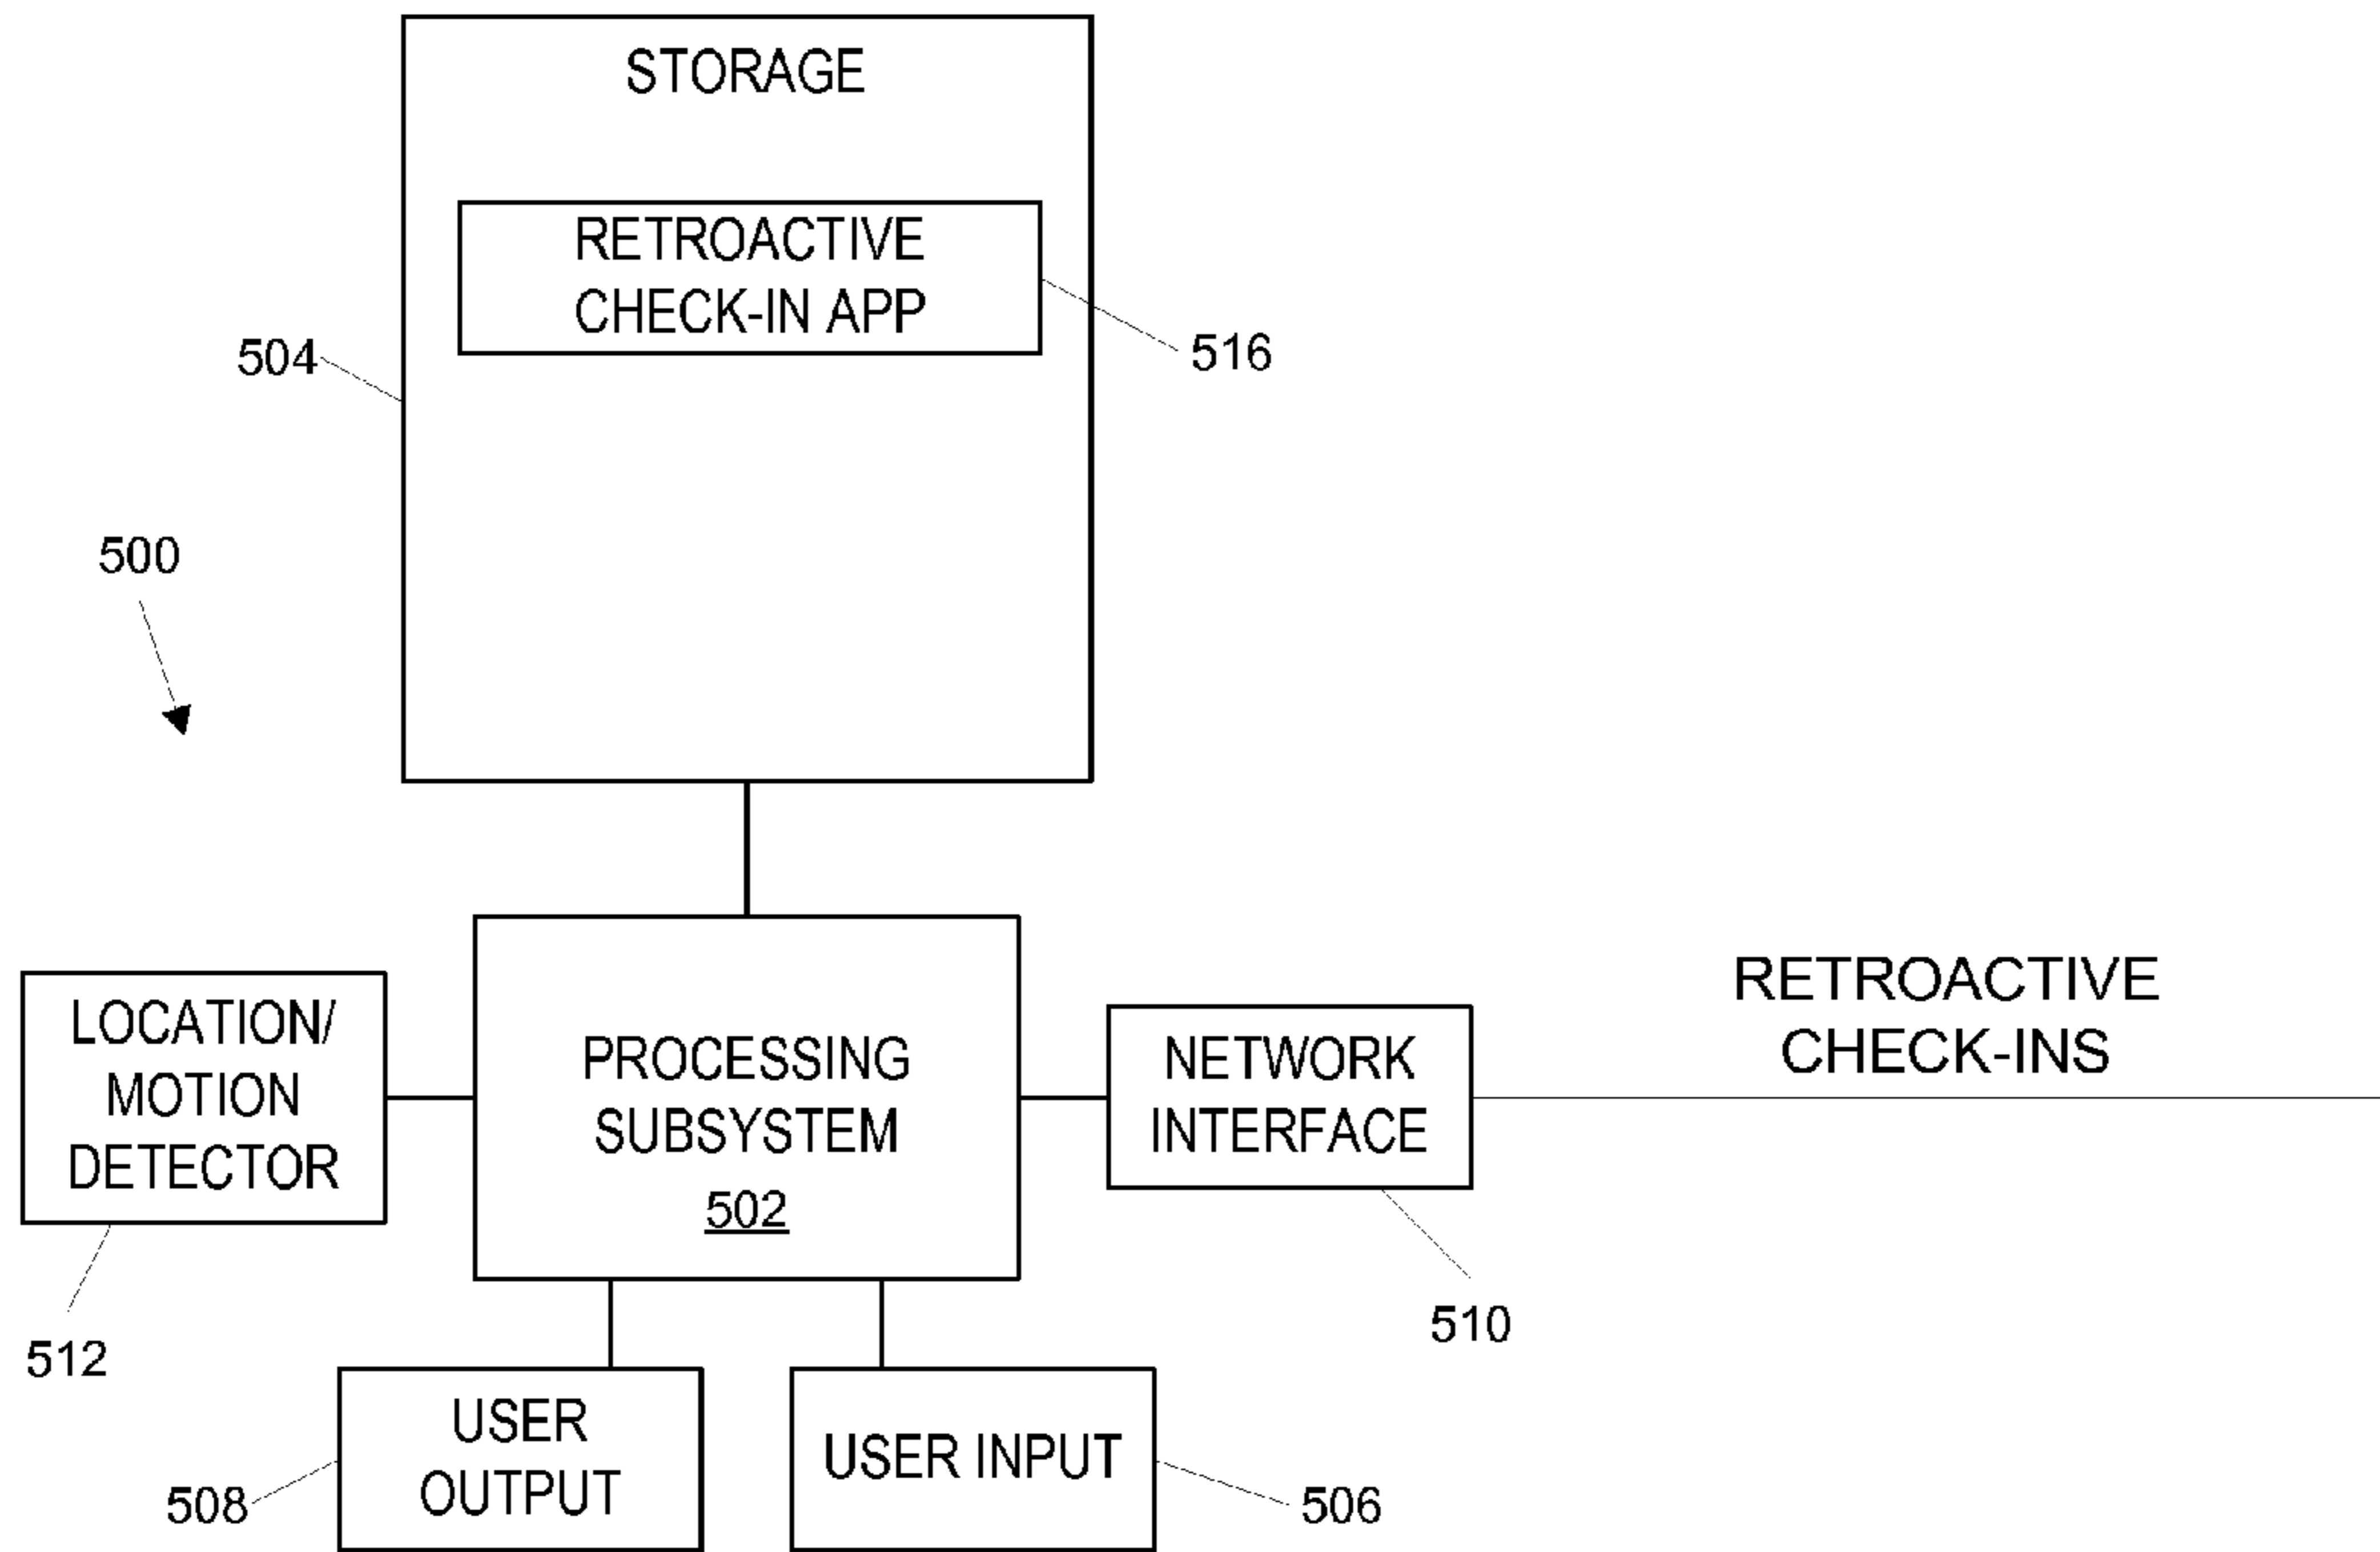 STORAGE
RETROACTIVE
CHECK-IN APP
504
516
500
LOCATION/
MOTION
DETECTOR
PROCESSING
SUBSYSTEM
502
NETWORK
INTERFACE
RETROACTIVE
CHECK-INS
512
510
USER
OUTPUT
USER INPUT
508
506